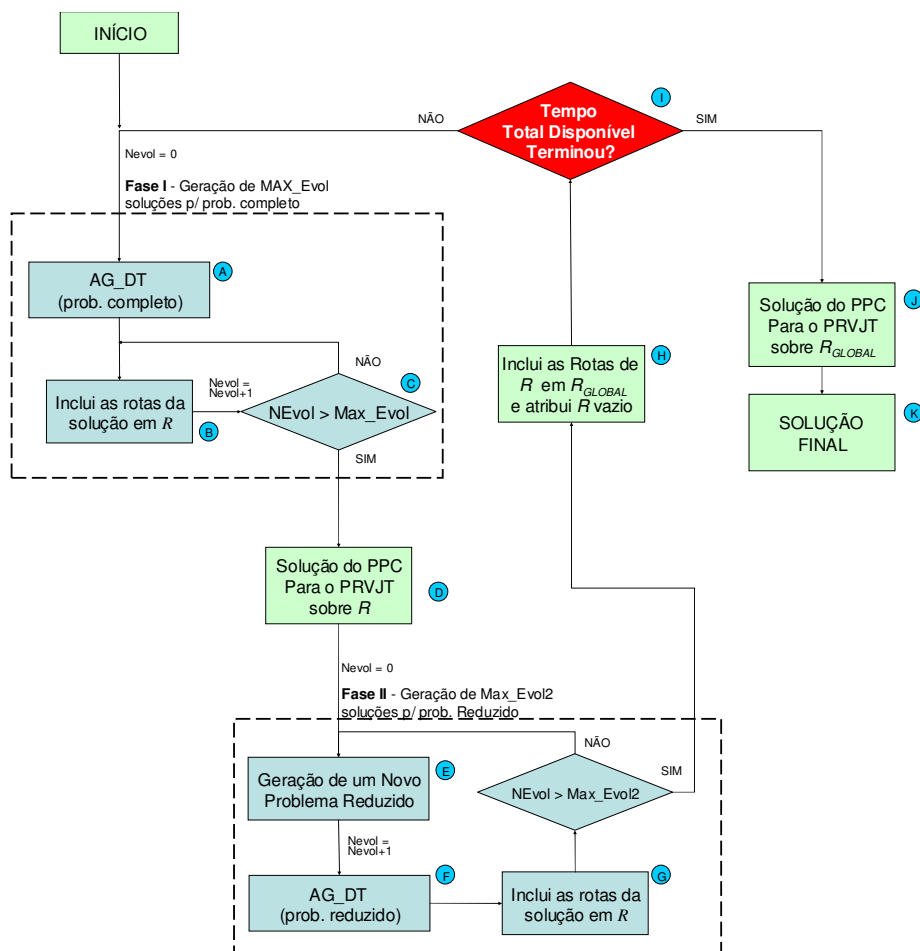 INÍCIO
I
Tempo
Total Disponível
Terminou?
NÃO
SIM
Nevol = 0
Fase I - Geração de MAX_Evol
soluções p/ prob. completo
A
AG_DT
(prob. completo)
NÃO
Nevol =
Nevol+1
C
Inclui as rotas da
solução em R
B
NEvol > Max_Evol
SIM
J
Solução do PPC
Para o PRVJT
sobre RGLOBAL
H
Inclui as Rotas de
R em RGLOBAL
e atribui R vazio
K
SOLUÇÃO
FINAL
Solução do PPC
Para o PRVJT
sobre R
D
Nevol = 0
Fase II - Geração de Max_Evol2
soluções p/ prob. Reduzido
NÃO
E
Geração de um Novo
Problema Reduzido
SIM
NEvol > Max_Evol2
Nevol =
Nevol+1
F
AG_DT
(prob. reduzido)
G
Inclui as rotas da
solução em R